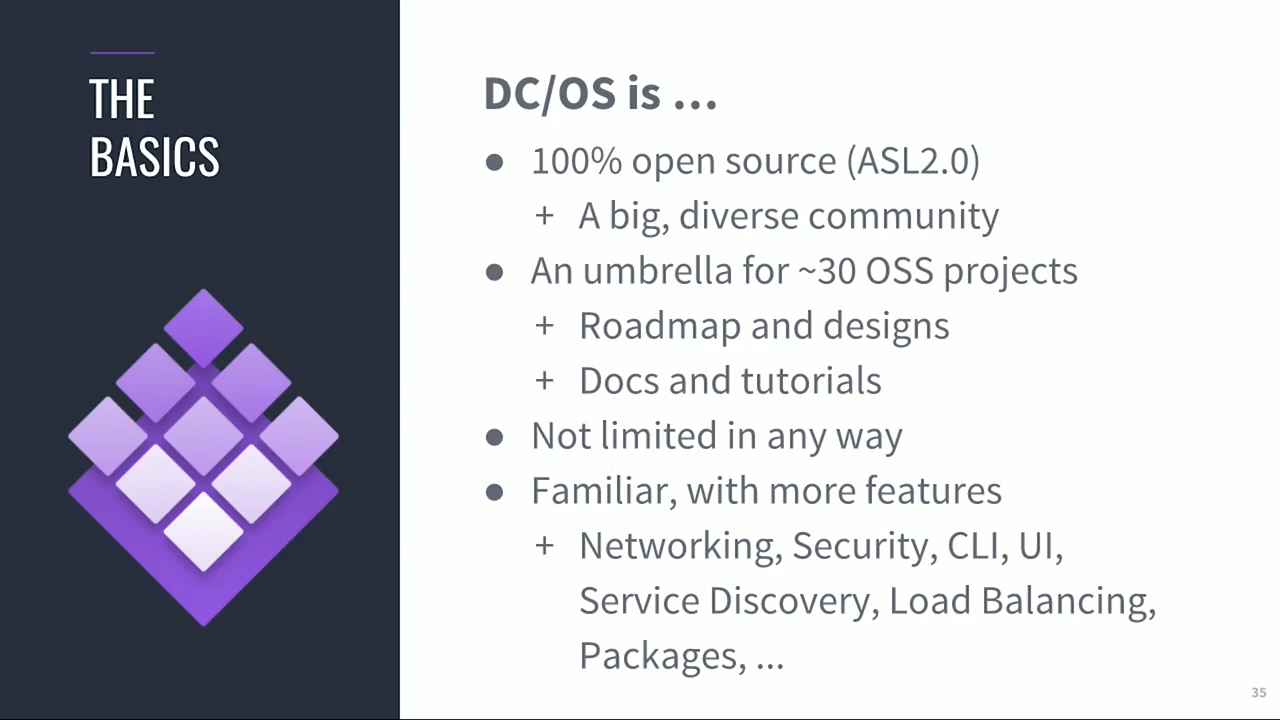 THE
BASICS
DC/OS is ...
● 100% open source (ASL2.0)
+ A big, diverse community
● An umbrella for ~30 OSS projects
+ Roadmap and designs
+ Docs and tutorials
● Not limited in any way
● Familiar, with more features
+ Networking, Security, CLI, UI,
Service Discovery, Load Balancing,
Packages, ...
35